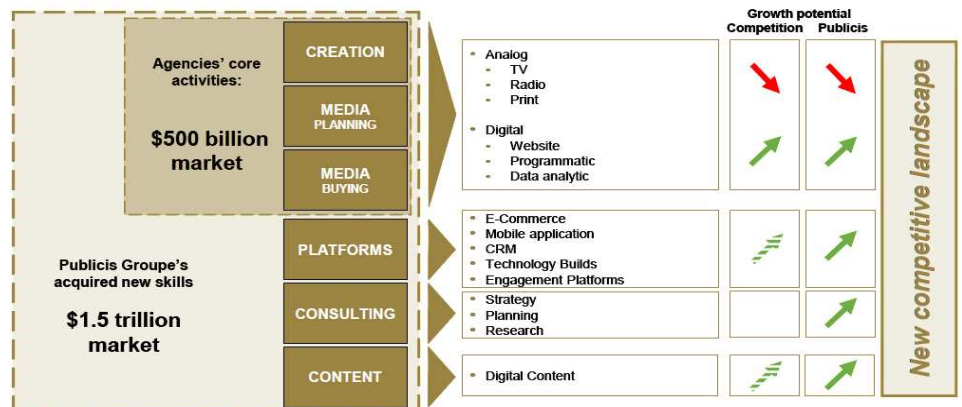 Growth potential
Competition Publicis
Agencies' core
activities:
$500 billion
market
CREATION
MEDIA
PLANNING
MEDIA
BUYING
• Analog
• TV
• Radio
• Print
• Digital
• Website
• Programmatic
• Data analytic
Publicis Groupe's
acquired new skills
$1.5 trillion
market
PLATFORMS
• E-Commerce
• Mobile application
• CRM
• Technology Builds
• Engagement Platforms
CONSULTING
• Strategy
• Planning
• Research
CONTENT
• Digital Content
New competitive landscape